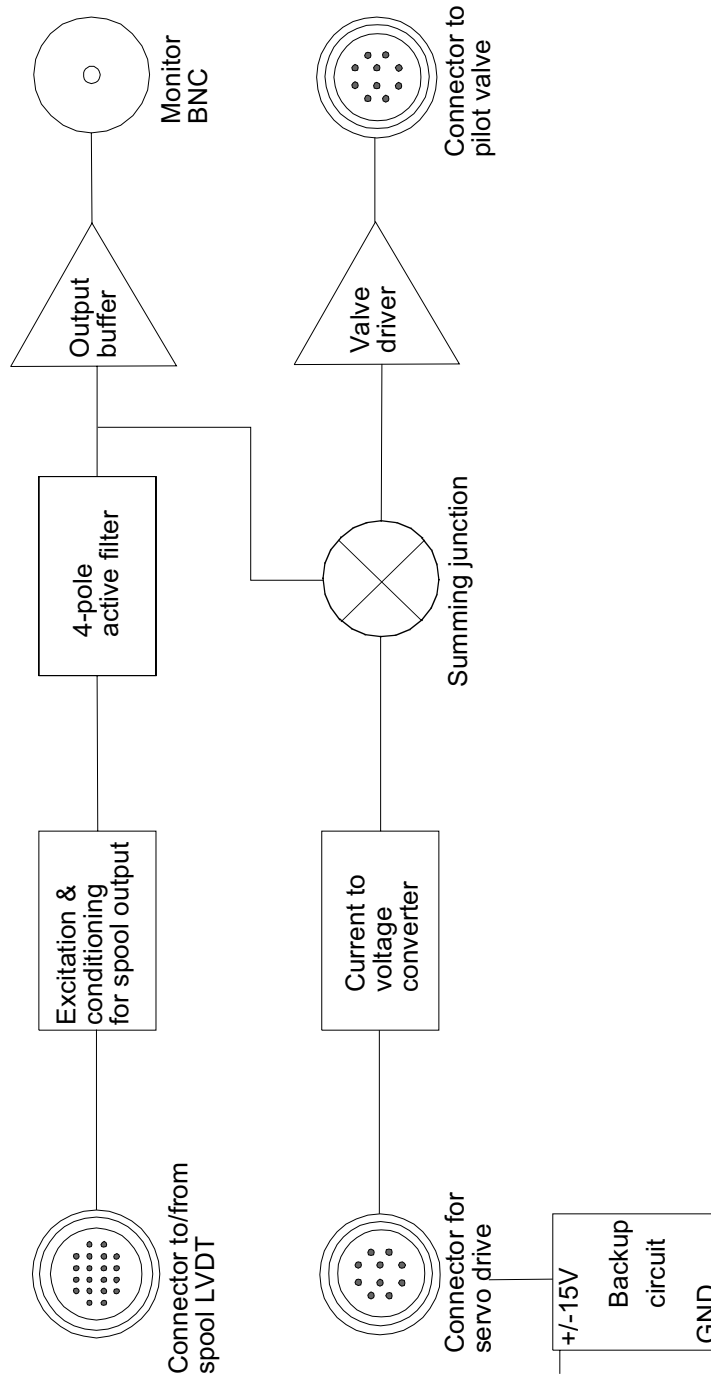 Connector to/from
spool LVDT
Excitation &
conditioning
for spool output
4-pole
active filter
Output
buffer
Monitor
BNC
Connector for
servo drive
Current to
voltage
converter
Summing junction
Valve
driver
Connector to
pilot valve
+/-15V
Backup
circuit
GND